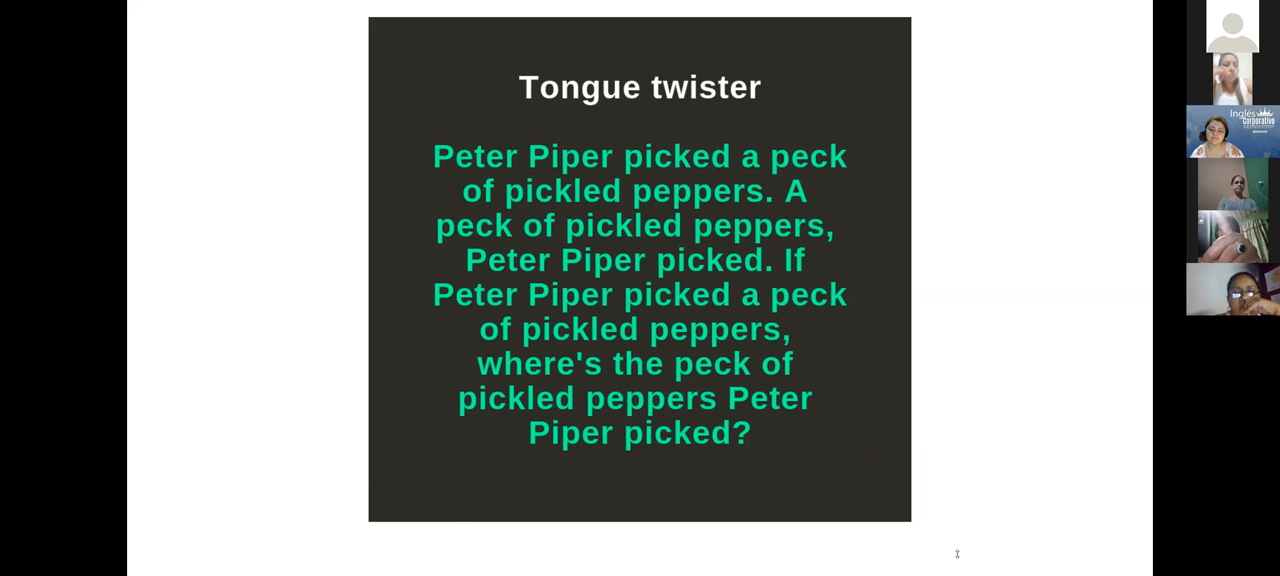 Tongue twister
Peter Piper picked a peck
of pickled peppers. A
peck of pickled peppers,
Peter Piper picked. If
Peter Piper picked a peck
of pickled peppers,
where's the peck of
pickled peppers Peter
Piper picked?
Inglés
Corporativo